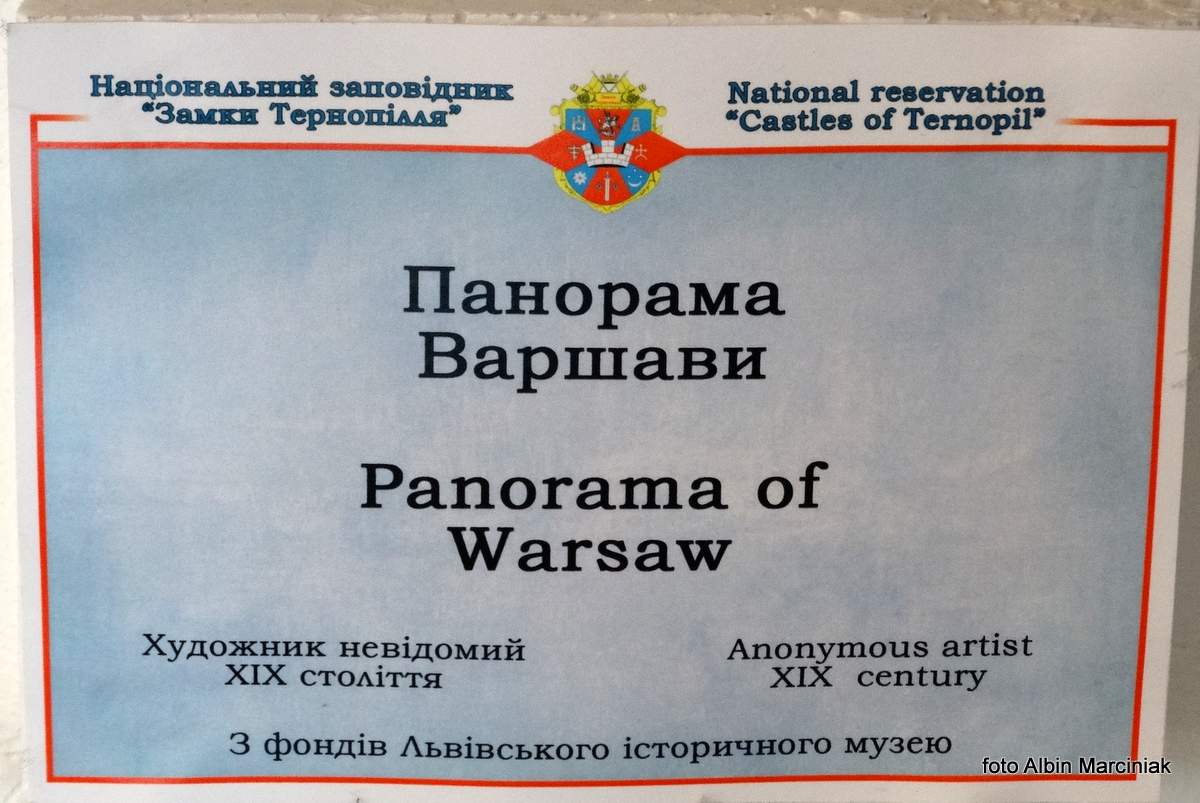 Національний заповідник
“Замки Тернопілля”
National reservation
“Castles of Ternopil”
Панорама
Варшави
Panorama of
Warsaw
Художник невідомий
XIX століття
Anonymous artist
XIX century
З фондів Львівського історичного музею
foto Albin Marciniak